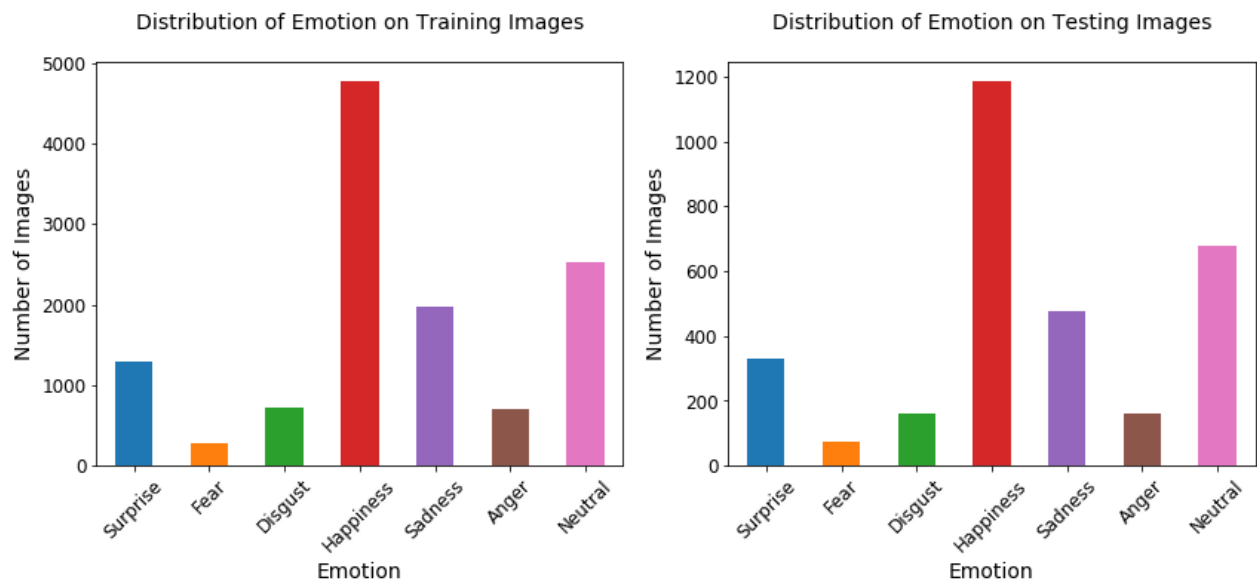 Distribution of Emotion on Training Images
Number of Images
5000
4000
3000
2000
1000
0
Surprise
Fear
Disgust
Happiness
Sadness
Anger
Neutral
Emotion
Distribution of Emotion on Testing Images
Number of Images
1200
1000
800
600
400
200
0
Surprise
Fear
Disgust
Happiness
Sadness
Anger
Neutral
Emotion